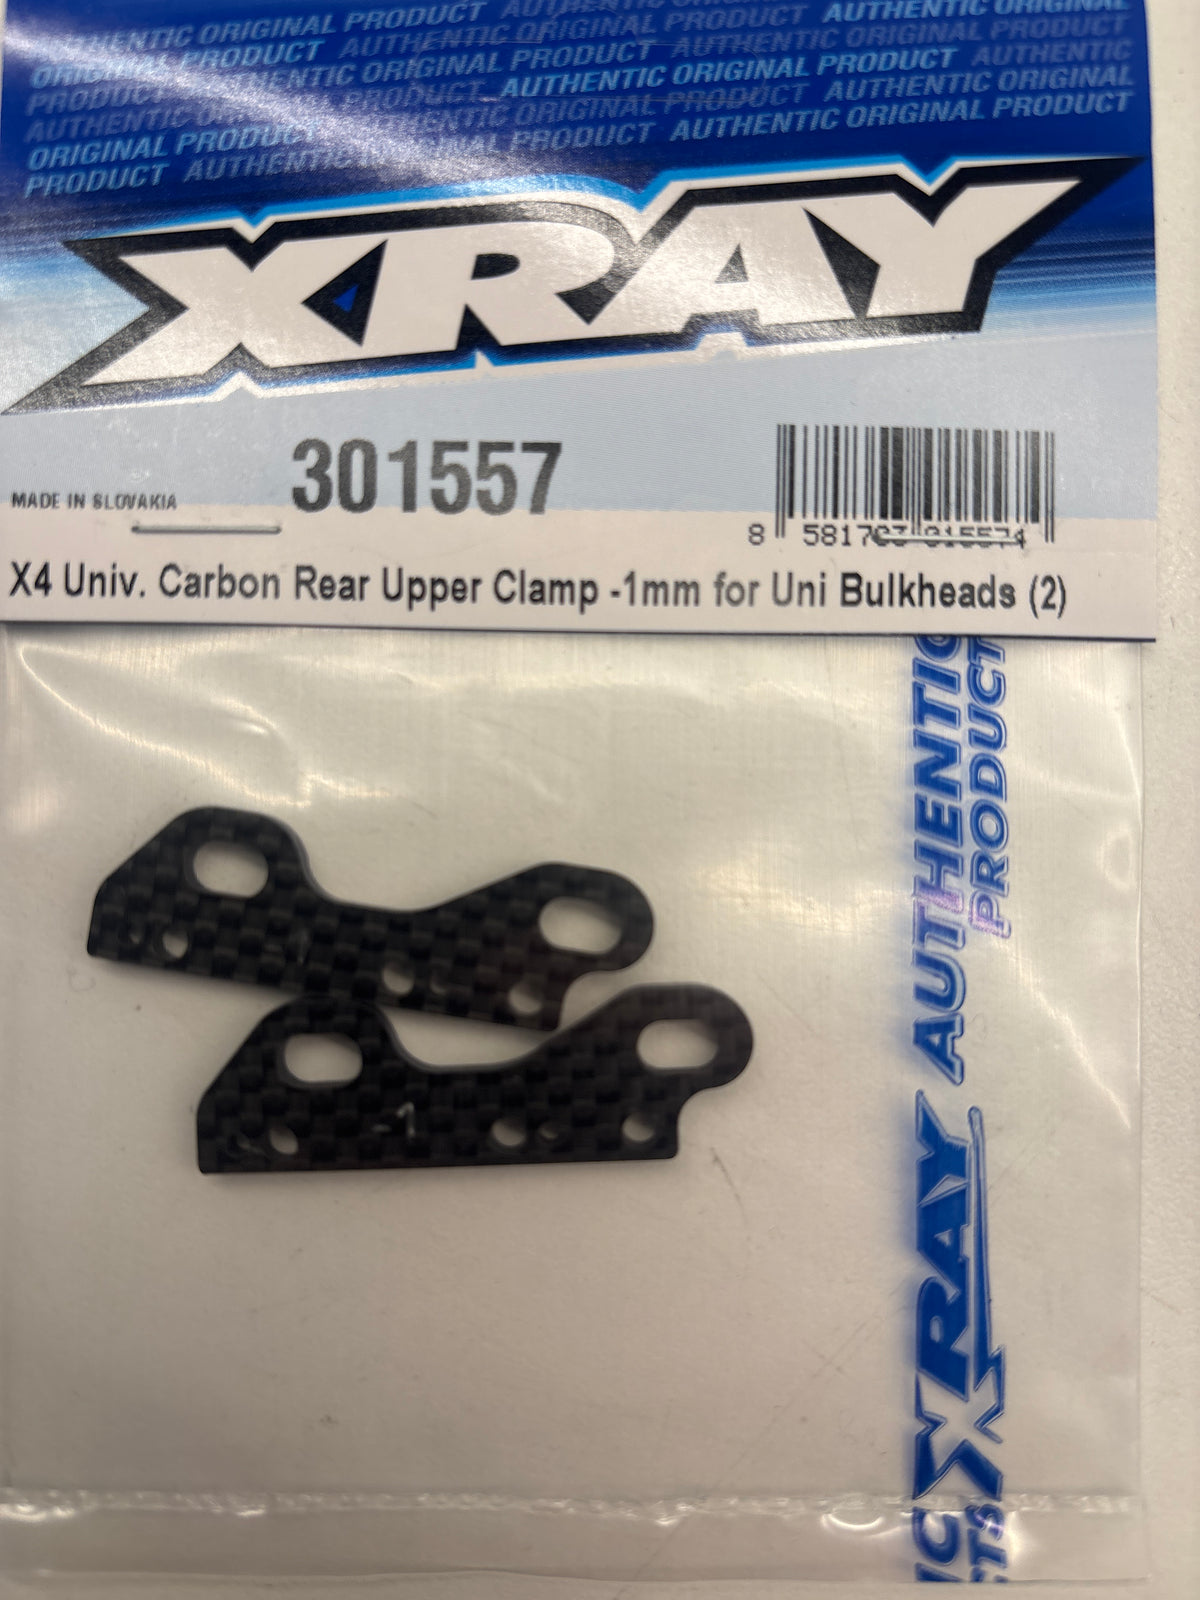 AUTHENTIC ORIGINAL PRODUCT AUTHENTIC ORIGINAL PRODUCT AUTHENTIC ORIGINAL
ORIGINAL PRODUCT AUTHENTIC ORIGINAL PRODUCT AUTHENTIC ORIGINAL PRODUCT
PRODUCT AUTHENTIC ORIGINAL PRODUCT AUTHENTIC ORIGINAL PRODUCT AUTHENTIC
AUTHENTIC ORIGINAL PRODUCT AUTHENTIC ORIGINAL PRODUCT AUTHENTIC ORIGINAL
ORIGINAL PRODUCT AUTHENTIC ORIGINAL PRODUCT AUTHENTIC ORIGINAL PRODUCT
PRODUCT AUTHENTIC ORIGINAL PRODUCT
XRAY
301557
MADE IN SLOVAKIA
8 581703 015574
X4 Univ. Carbon Rear Upper Clamp -1mm for Uni Bulkheads (2)
-1
XRAY AUTHENTIC
PRODUCT